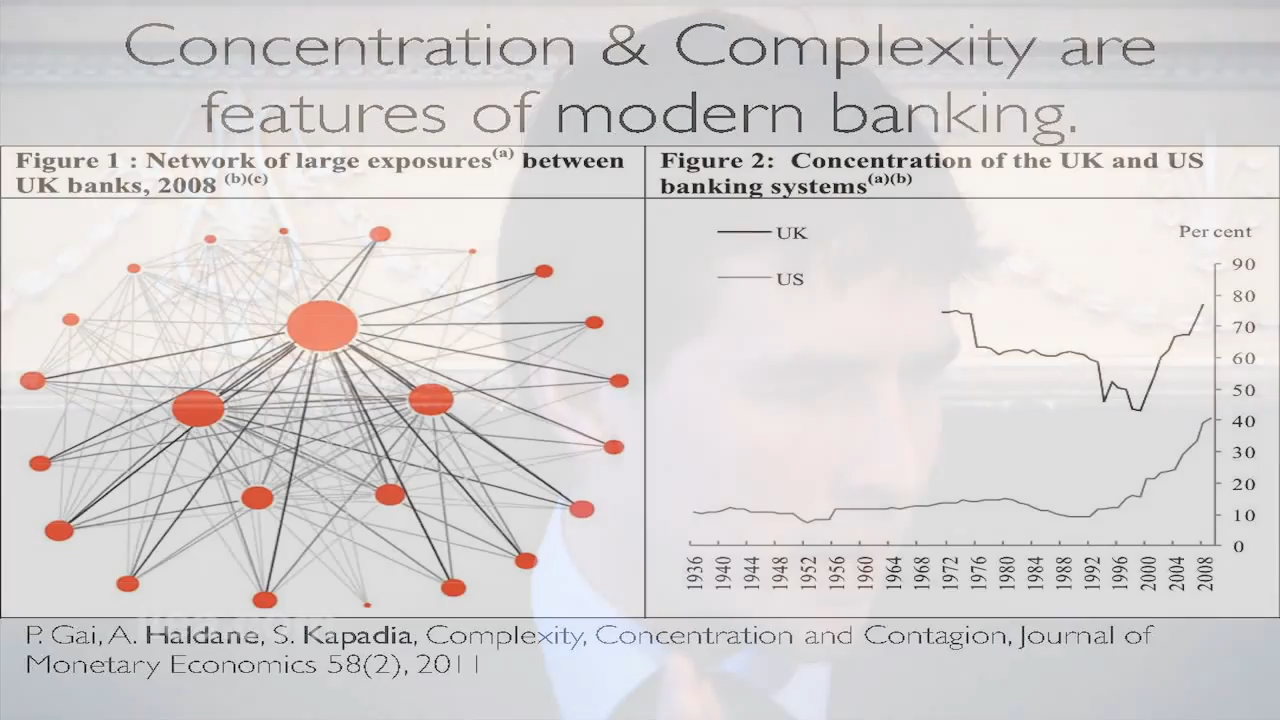 Concentration & Complexity are
features of modern banking.
Figure 1 : Network of large exposures(a) between
UK banks, 2008 (b)(c)
Figure 2: Concentration of the UK and US
banking systems(a)(b)
UK
US
Per cent
90
80
70
60
50
40
30
20
10
0
1936 1940 1944 1948 1952 1956 1960 1964 1968 1972 1976 1980 1984 1988 1992 1996 2000 2004 2008
P. Gai, A. Haldane, S. Kapadia, Complexity, Concentration and Contagion, Journal of
Monetary Economics 58(2), 2011